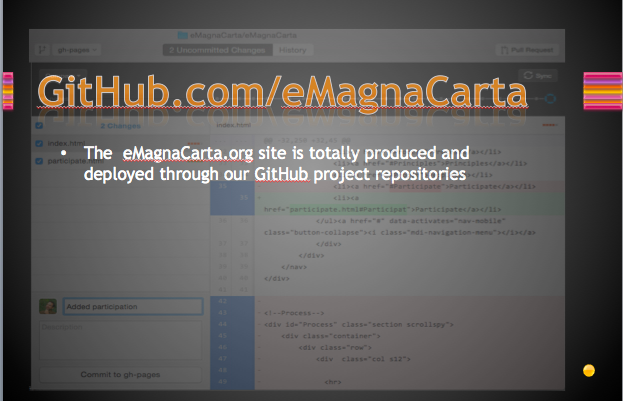 eMagnaCarta/eMagnaCarta
gh-pages
2 Uncommitted Changes
History
Pull Request
Sync
GitHub.com/eMagnaCarta
2 Changes
index.html
index.html
participate.html
• The eMagnaCarta.org site is totally produced and
deployed through our GitHub project repositories
<li><a href="#Participate">Participate</a></li>
<li><a
href="participate.html#Participat">Participate</a></li>
</ul><a href="#" data-activates="nav-mobile"
class="button-collapse"><i class="mdi-navigation-menu"></i></a>
</div>
</div>
</nav>
</div>
<!--Process-->
<div id="Process" class="section scrollspy">
<div class="container">
<div class="row">
<div class="col s12">
<hr>
Added participation
Description
Commit to gh-pages